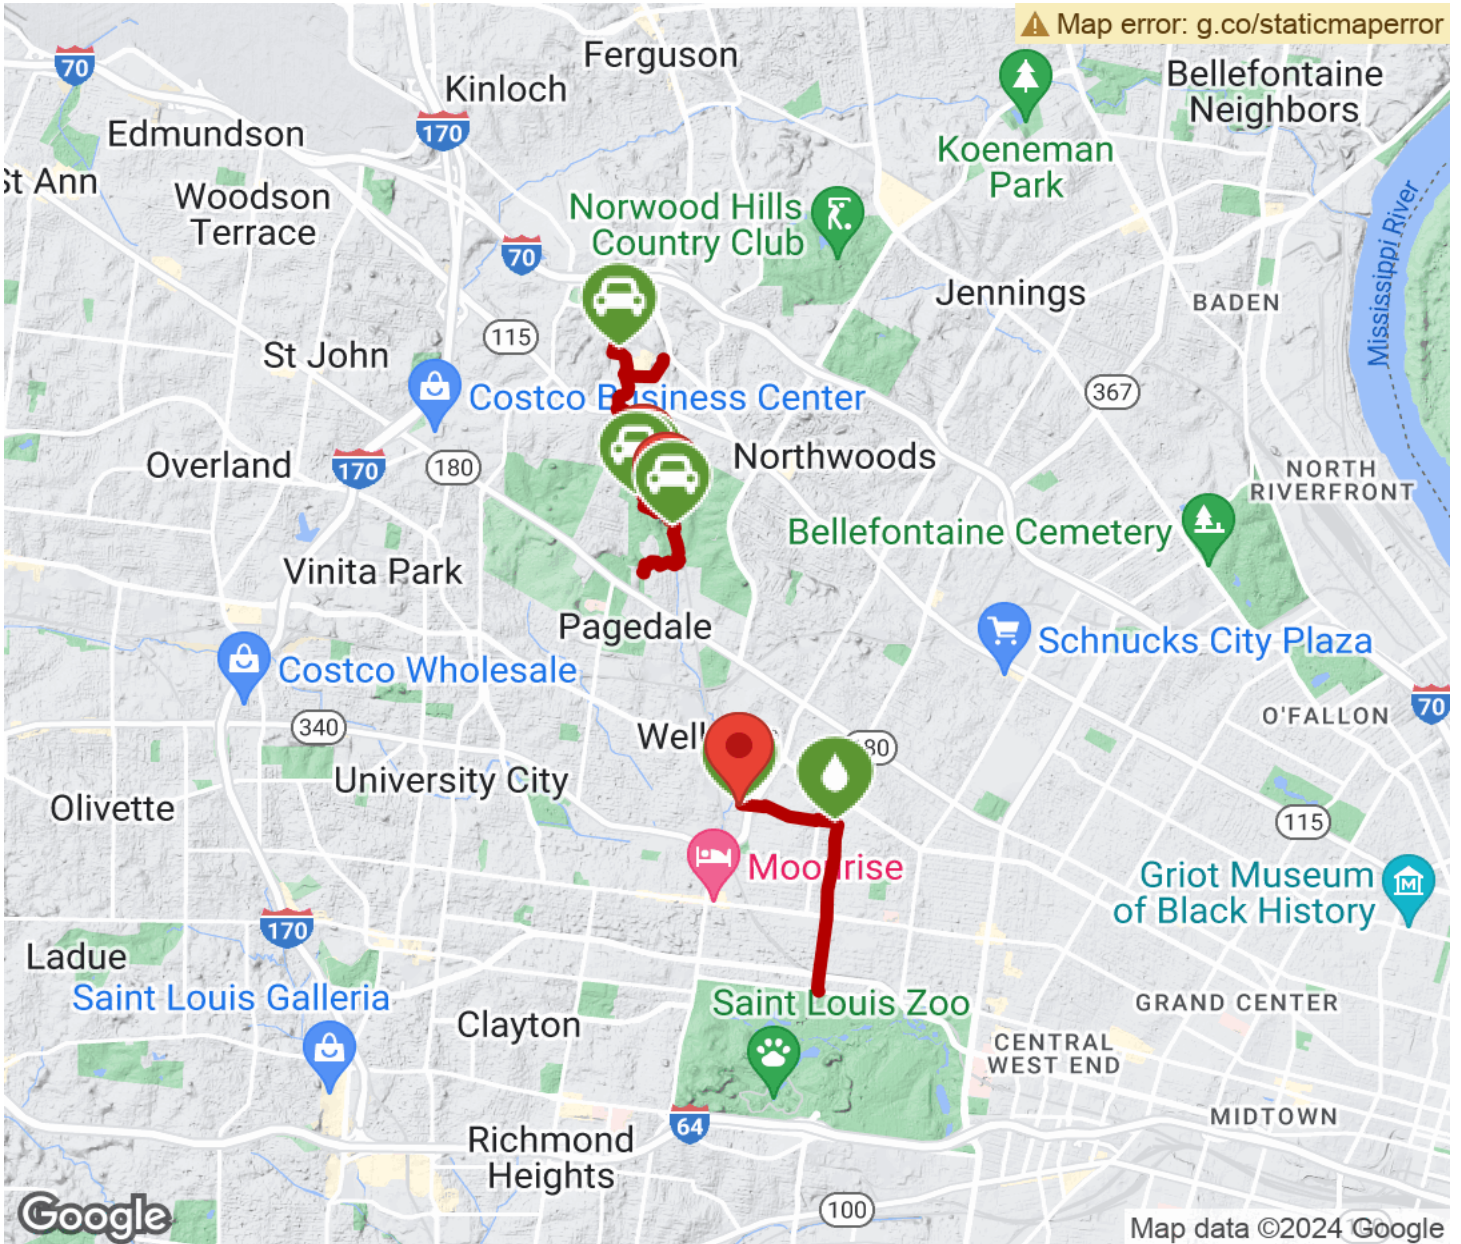 Map error: g.co/staticmaperror
Ferguson
70
Kinloch
Bellefontaine
Neighbors
170
Edmundson
Koeneman
Park
St Ann
Woodson
Terrace
Norwood Hills
Country Club
Mississippi River
70
Jennings
BADEN
115
St John
Costco Business Center
367
Overland
170
180
Northwoods
NORTH
RIVERFRONT
Bellefontaine Cemetery
Vinita Park
Pagedale
Schnucks City Plaza
Costco Wholesale
70
O'FALLON
340
Well
80
University City
Olivette
115
Moonrise
Griot Museum
of Black History
170
Ladue
Saint Louis Galleria
Saint Louis Zoo
GRAND CENTER
Clayton
CENTRAL
WEST END
MIDTOWN
64
Richmond
Heights
100
Google
Map data ©2024 Google